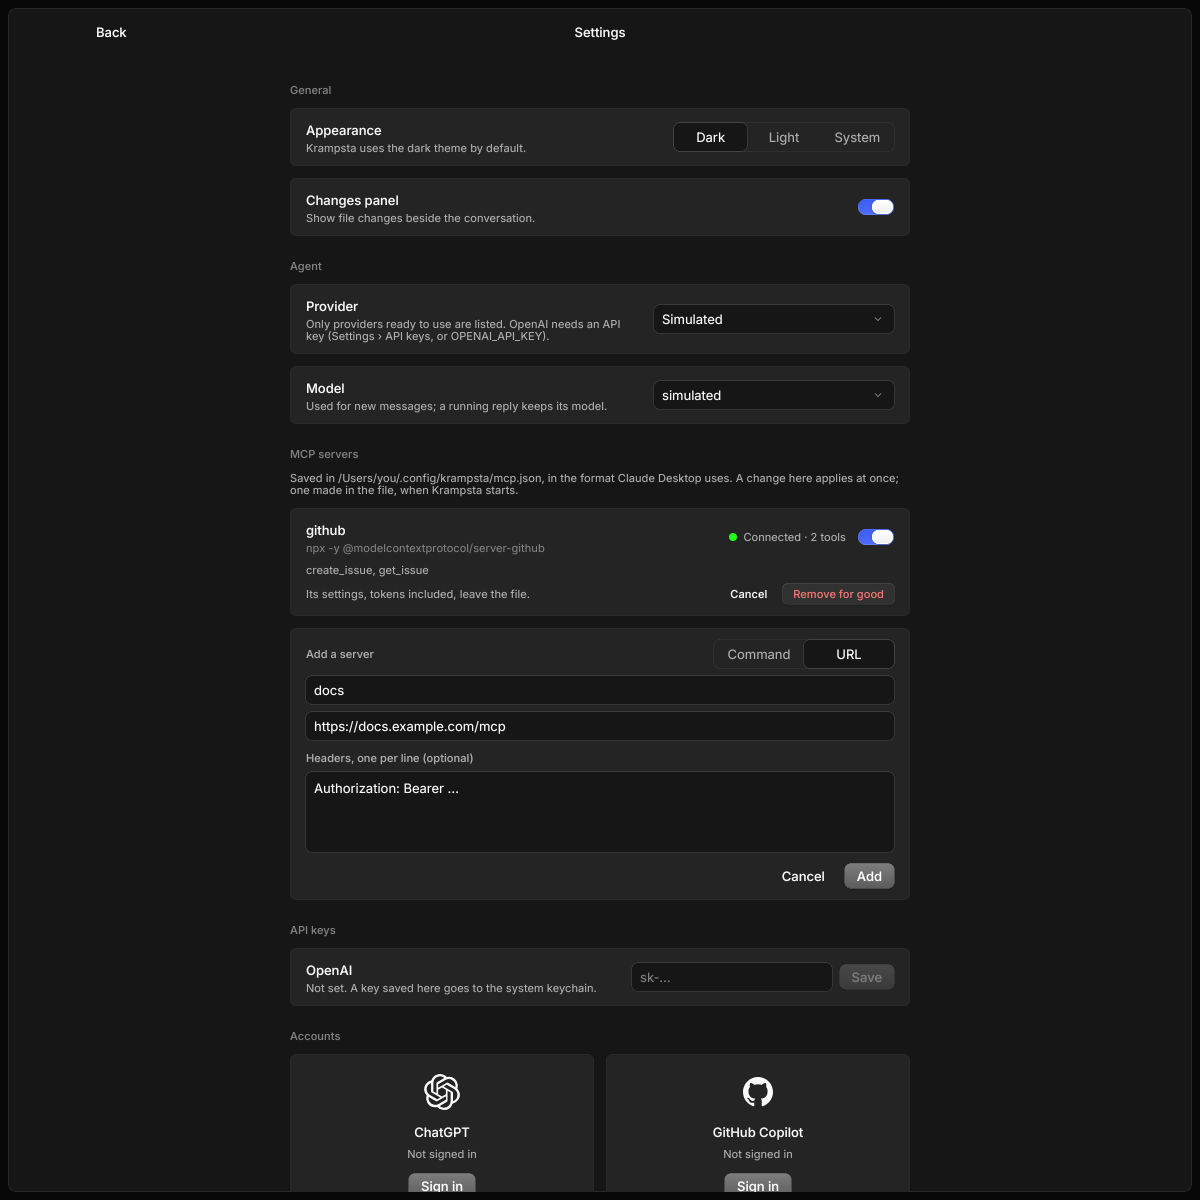 Back
Settings
General
Appearance
Krampsta uses the dark theme by default.
Dark
Light
System
Changes panel
Show file changes beside the conversation.
Agent
Provider
Only providers ready to use are listed. OpenAI needs an API
key (Settings › API keys, or OPENAI_API_KEY).
Simulated
Model
Used for new messages; a running reply keeps its model.
simulated
MCP servers
Saved in /Users/you/.config/krampsta/mcp.json, in the format Claude Desktop uses. A change here applies at once;
one made in the file, when Krampsta starts.
github
npx -y @modelcontextprotocol/server-github
Connected · 2 tools
create_issue, get_issue
Its settings, tokens included, leave the file.
Cancel
Remove for good
Add a server
Command
URL
docs
https://docs.example.com/mcp
Headers, one per line (optional)
Authorization: Bearer ...
Cancel
Add
API keys
OpenAI
Not set. A key saved here goes to the system keychain.
sk-...
Save
Accounts
ChatGPT
Not signed in
Sign in
GitHub Copilot
Not signed in
Sign in